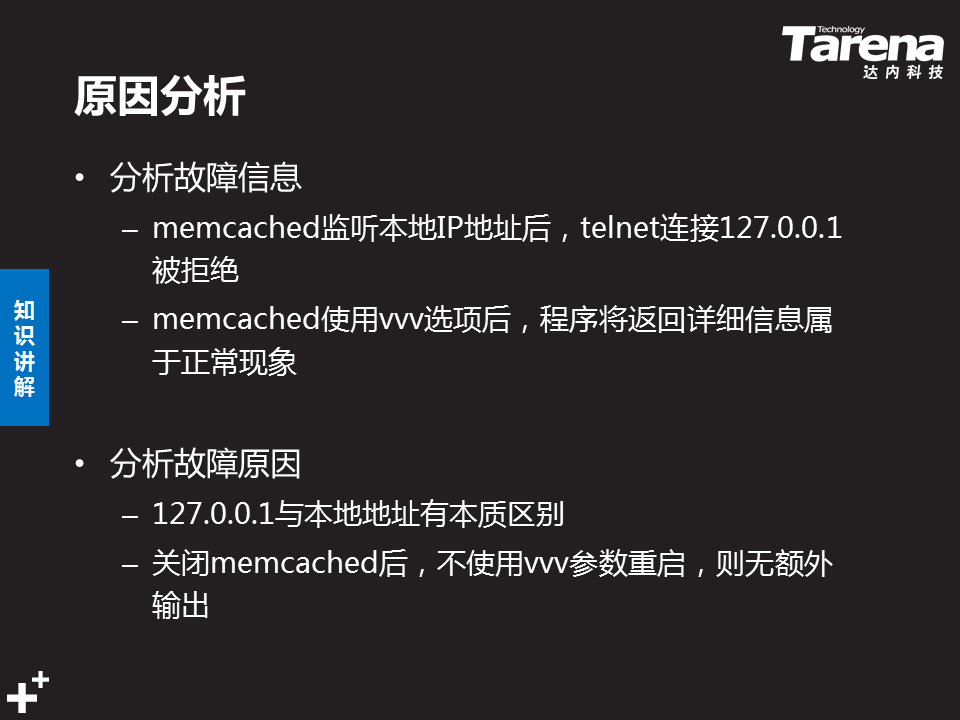 Technology
Tarena
达内科技
原因分析
• 分析故障信息
– memcached监听本地IP地址后，telnet连接127.0.0.1
被拒绝
– memcached使用vvv选项后，程序将返回详细信息属
于正常现象
知
识
讲
解
• 分析故障原因
– 127.0.0.1与本地地址有本质区别
– 关闭memcached后，不使用vvv参数重启，则无额外
输出